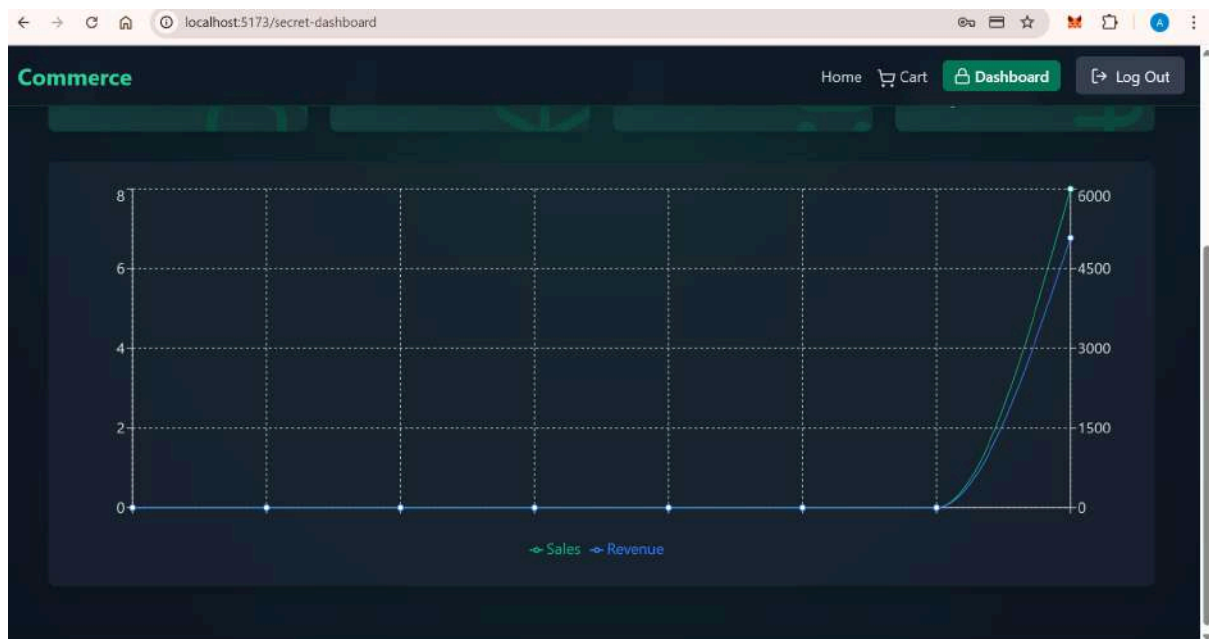 localhost:5173/secret-dashboard
A
Commerce
Home Cart Dashboard Log Out
8 6000
6 4500
4 3000
2 1500
0 0
Sales Revenue